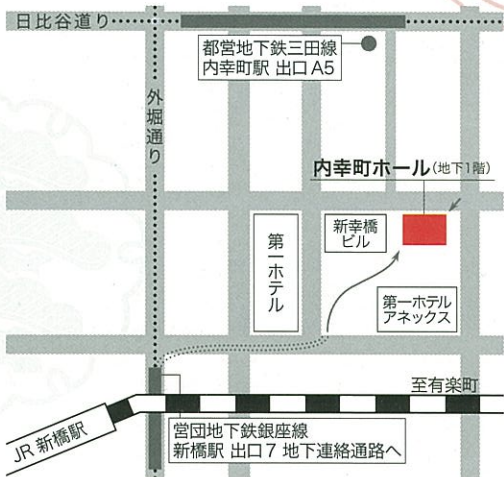 日比谷通り
都営地下鉄三田線
内幸町駅 出口A5
外堀通り
内幸町ホール(地下1階)
第一ホテル
新幸橋
ビル
第一ホテル
アネックス
至有楽町
JR 新橋駅
営団地下鉄銀座線
新橋駅 出口7 地下連絡通路へ